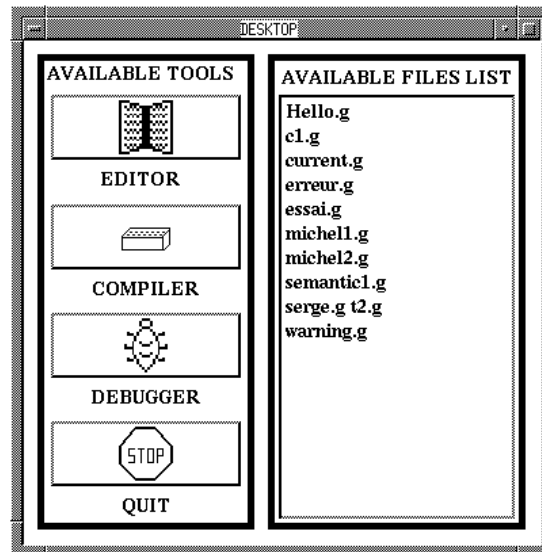 DESKTOP
AVAILABLE TOOLS
EDITOR
COMPILER
DEBUGGER
STOP
QUIT
AVAILABLE FILES LIST
Hello.g
c1.g
current.g
erreur.g
essai.g
michel1.g
michel2.g
semantic1.g
serge.g t2.g
warning.g